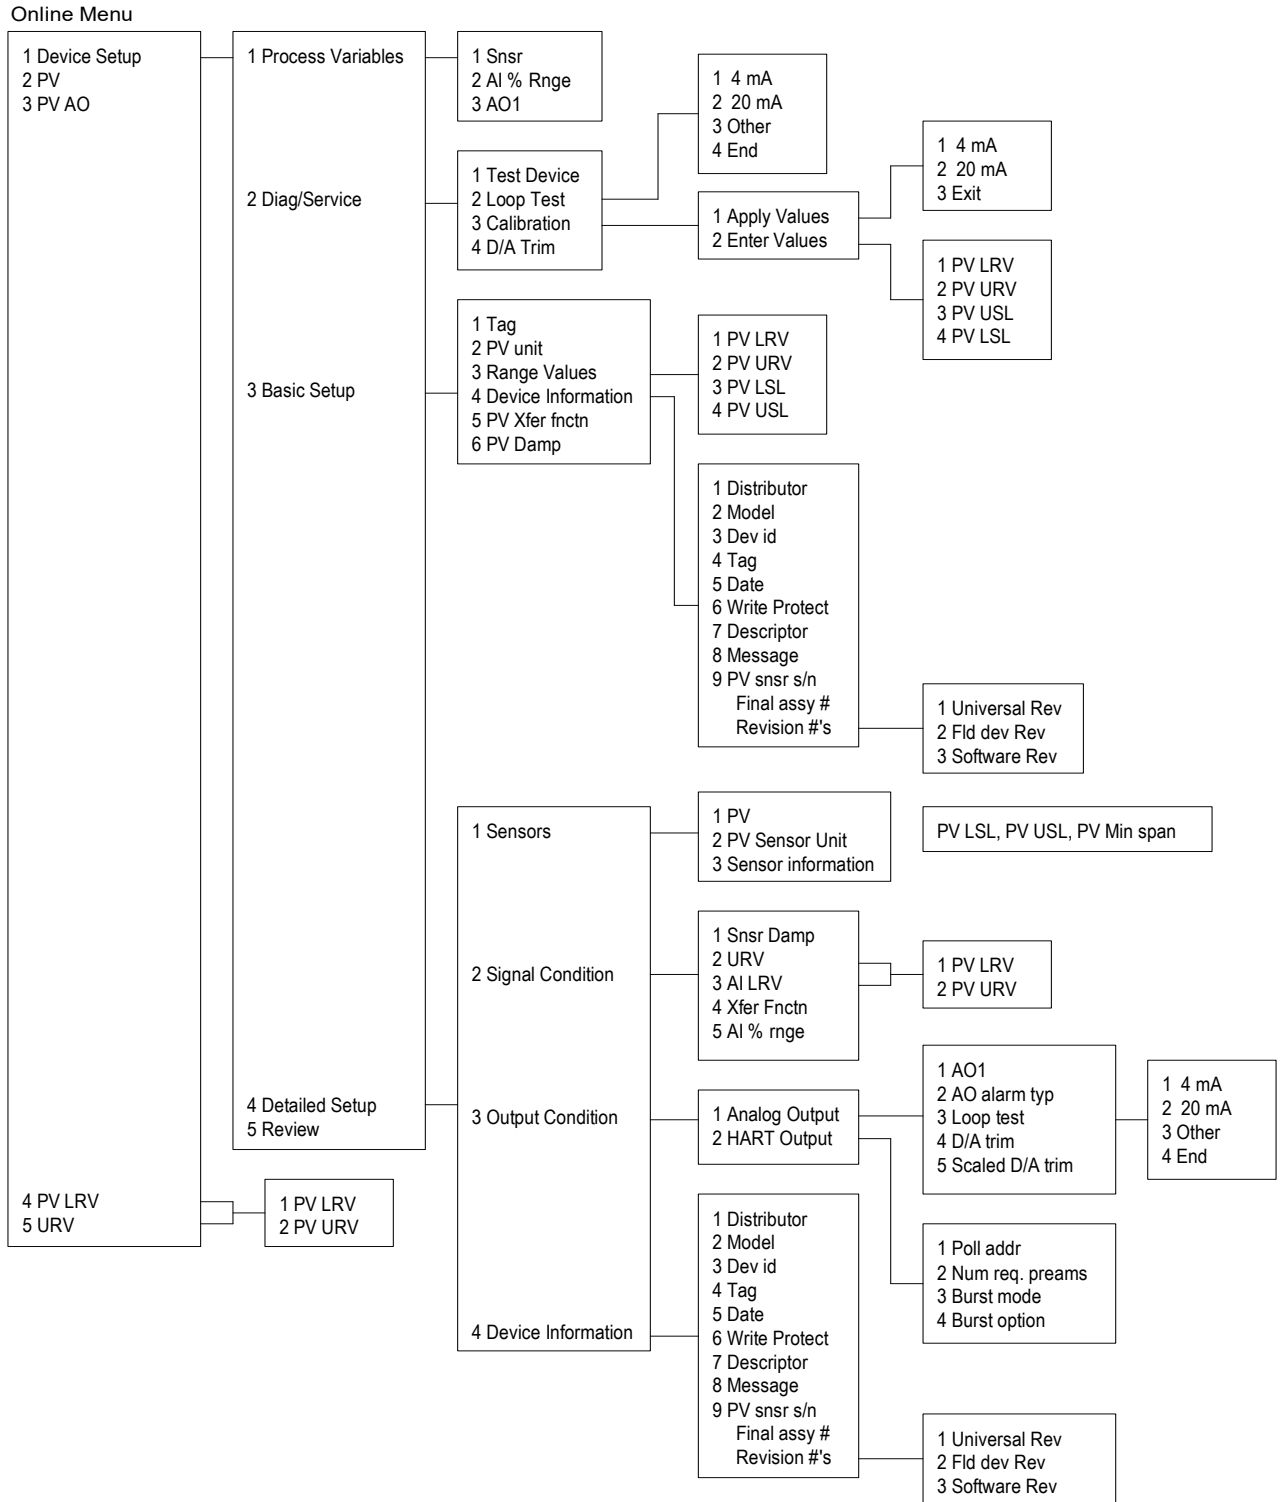 Online Menu
1 Device Setup
2 PV
3 PV AO
4 PV LRV
5 URV
1 PV LRV
2 PV URV
1 Process Variables
2 Diag/Service
3 Basic Setup
4 Detailed Setup
5 Review
1 Snsr
2 AI % Rnge
3 AO1
1 Test Device
2 Loop Test
3 Calibration
4 D/A Trim
1 4 mA
2 20 mA
3 Other
4 End
1 Apply Values
2 Enter Values
1 4 mA
2 20 mA
3 Exit
1 PV LRV
2 PV URV
3 PV USL
4 PV LSL
1 Tag
2 PV unit
3 Range Values
4 Device Information
5 PV Xfer fnctn
6 PV Damp
1 PV LRV
2 PV URV
3 PV LSL
4 PV USL
1 Distributor
2 Model
3 Dev id
4 Tag
5 Date
6 Write Protect
7 Descriptor
8 Message
9 PV snsr s/n
Final assy #
Revision #'s
1 Universal Rev
2 Fld dev Rev
3 Software Rev
1 Sensors
2 Signal Condition
3 Output Condition
4 Device Information
1 PV
2 PV Sensor Unit
3 Sensor information
PV LSL, PV USL, PV Min span
1 Snsr Damp
2 URV
3 AI LRV
4 Xfer Fnctn
5 AI % rnge
1 PV LRV
2 PV URV
1 Analog Output
2 HART Output
1 AO1
2 AO alarm typ
3 Loop test
4 D/A trim
5 Scaled D/A trim
1 4 mA
2 20 mA
3 Other
4 End
1 Poll addr
2 Num req. preams
3 Burst mode
4 Burst option
1 Distributor
2 Model
3 Dev id
4 Tag
5 Date
6 Write Protect
7 Descriptor
8 Message
9 PV snsr s/n
Final assy #
Revision #'s
1 Universal Rev
2 Fld dev Rev
3 Software Rev